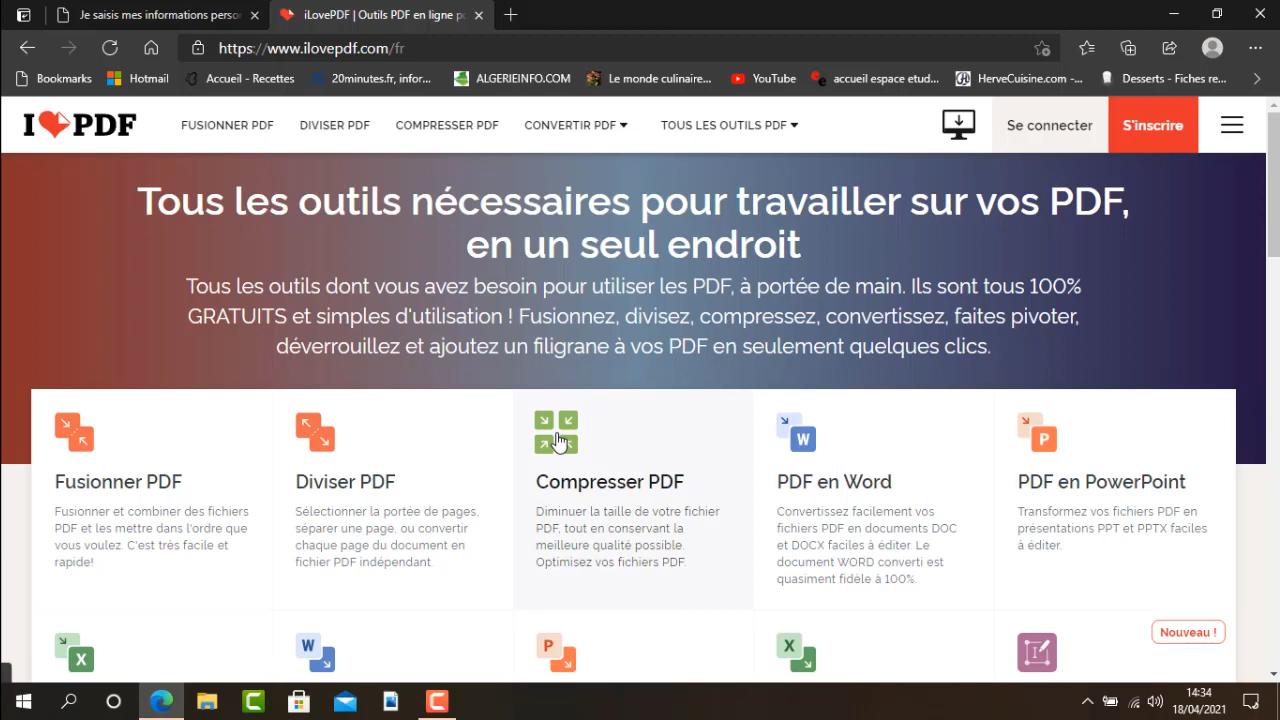 Je saisis mes informations perso
iLovePDF | Outils PDF en ligne po
https://www.ilovepdf.com/fr
Bookmarks
Hotmail
Accueil - Recettes
20minutes.fr, infor...
ALGERIEINFO.COM
Le monde culinaire...
YouTube
accueil espace etud...
HerveCuisine.com -...
Desserts - Fiches re...
I PDF
FUSIONNER PDF
DIVISER PDF
COMPRESSER PDF
CONVERTIR PDF
TOUS LES OUTILS PDF
Se connecter
S'inscrire
Tous les outils nécessaires pour travailler sur vos PDF,
en un seul endroit
Tous les outils dont vous avez besoin pour utiliser les PDF, à portée de main. Ils sont tous 100%
GRATUITS et simples d'utilisation ! Fusionnez, divisez, compressez, convertissez, faites pivoter,
déverrouillez et ajoutez un filigrane à vos PDF en seulement quelques clics.
Fusionner PDF
Fusionner et combiner des fichiers
PDF et les mettre dans l'ordre que
vous voulez. C'est très facile et
rapide!
Diviser PDF
Sélectionner la portée de pages,
séparer une page, ou convertir
chaque page du document en
fichier PDF indépendant.
Compresser PDF
Diminuer la taille de votre fichier
PDF, tout en conservant la
meilleure qualité possible.
Optimisez vos fichiers PDF.
W
PDF en Word
Convertissez facilement vos
fichiers PDF en documents DOC
et DOCX faciles à éditer. Le
document WORD converti est
quasiment fidèle à 100%.
P
PDF en PowerPoint
Transformez vos fichiers PDF en
présentations PPT et PPTX faciles
à éditer.
X
W
P
X
Nouveau !
14:34
18/04/2021